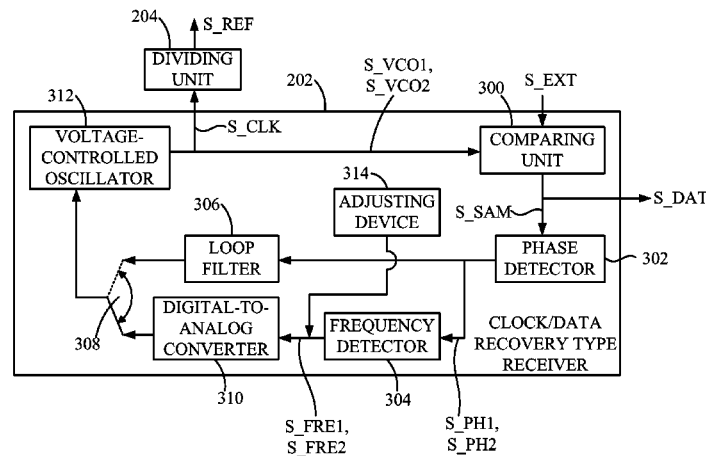 S_REF
204
DIVIDING
UNIT
S_VCO1,
S_VCO2
S_EXT
202
300
312
S_CLK
VOLTAGE-
CONTROLLED
OSCILLATOR
COMPARING
UNIT
314
ADJUSTING
DEVICE
S_DAT
S_SAM
306
LOOP
FILTER
PHASE
DETECTOR
302
308
DIGITAL-TO-
ANALOG
CONVERTER
FREQUENCY
DETECTOR
CLOCK/DATA
RECOVERY TYPE
RECEIVER
310
304
S_FRE1,
S_FRE2
S_PH1,
S_PH2